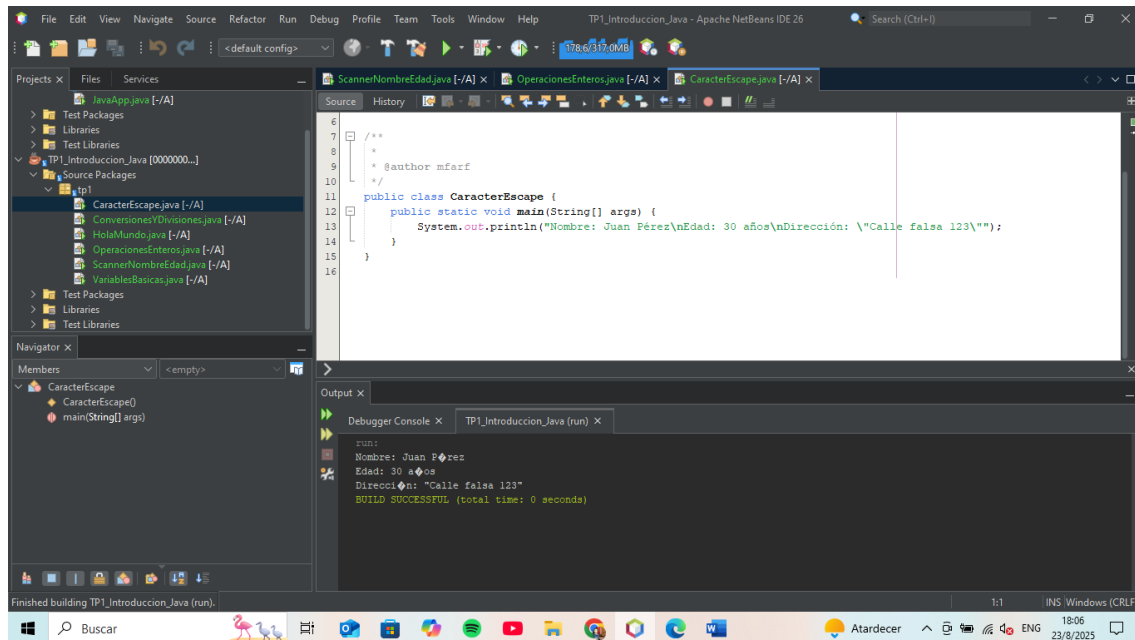 File Edit View Navigate Source Refactor Run Debug Profile Team Tools Window Help TP1_Introduccion_Java - Apache NetBeans IDE 26 Search (Ctrl+I)
<default config> 178,6/317,0MB
Projects × Files Services
ScannerNombreEdad.java [-/A] × OperacionesEnteros.java [-/A] × CaracterEscape.java [-/A] ×
Source History
JavaApp.java [-/A]
Test Packages
Libraries
Test Libraries
TP1_Introduccion_Java [0000000...]
Source Packages
tp1
CaracterEscape.java [-/A]
ConversionesYDivisiones.java [-/A]
HolaMundo.java [-/A]
OperacionesEnteros.java [-/A]
ScannerNombreEdad.java [-/A]
VariablesBasicas.java [-/A]
Test Packages
Libraries
Test Libraries
6
7 /**
8 *
9 * @author mfarf
10 */
11 public class CaracterEscape {
12 public static void main(String[] args) {
13 System.out.println("Nombre: Juan Pérez\nEdad: 30 años\nDirección: \"Calle falsa 123\"");
14 }
15 }
16
Navigator ×
Members <empty>
CaracterEscape
CaracterEscape()
main(String[] args)
Output ×
Debugger Console × TP1_Introduccion_Java (run) ×
run:
Nombre: Juan P�rez
Edad: 30 a�os
Direcci�n: "Calle falsa 123"
BUILD SUCCESSFUL (total time: 0 seconds)
Finished building TP1_Introduccion_Java (run). 1:1 INS Windows (CRLF
Buscar Atardecer ENG 18:06
23/8/2025